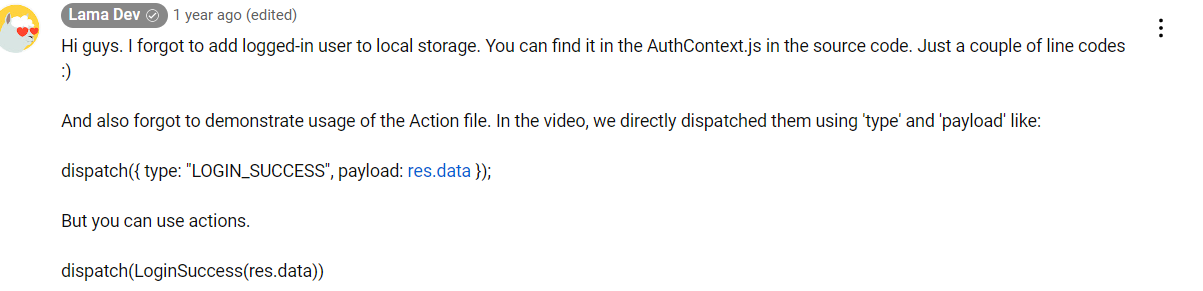 Lama Dev 1 year ago (edited)
Hi guys. I forgot to add logged-in user to local storage. You can find it in the AuthContext.js in the source code. Just a couple of line codes
:)
And also forgot to demonstrate usage of the Action file. In the video, we directly dispatched them using 'type' and 'payload' like:
dispatch({ type: "LOGIN_SUCCESS", payload: res.data });
But you can use actions.
dispatch(LoginSuccess(res.data))